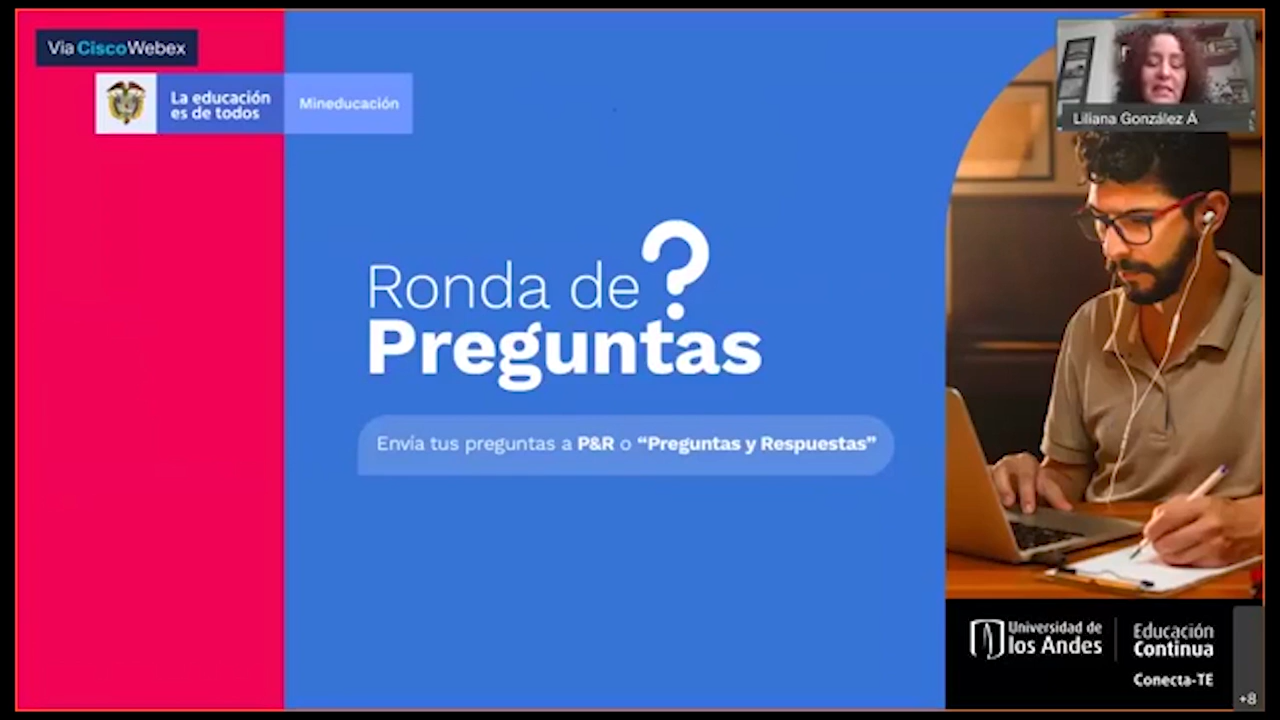 Vía CiscoWebex
La educación
es de todos
Mineducación
Liliana González Á
Ronda de?
Preguntas
Envía tus preguntas a P&R o “Preguntas y Respuestas”
Universidad de
los Andes
Educación
Continua
Conecta-TE
+8